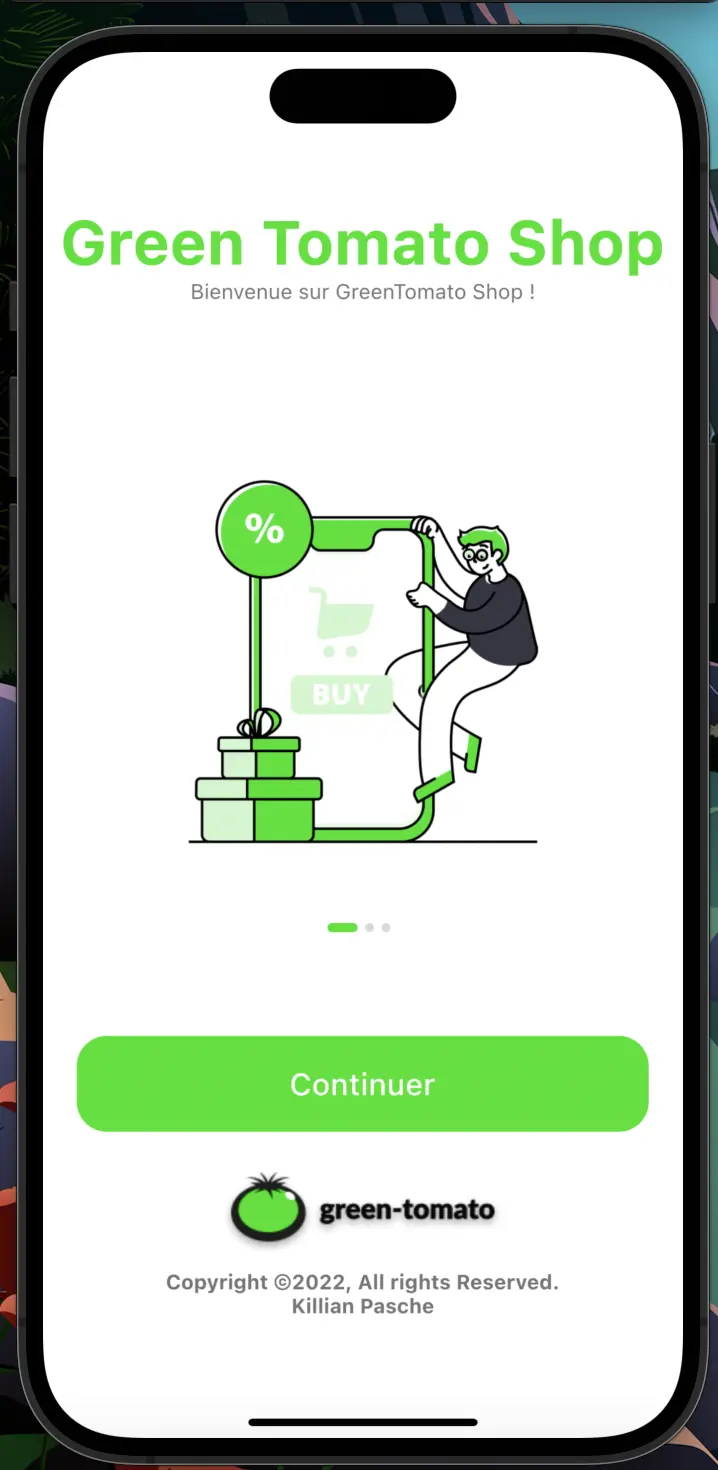 Green Tomato Shop
Bienvenue sur GreenTomato Shop !
%
BUY
Continuer
green-tomato
Copyright ©2022, All rights Reserved.
Killian Pasche